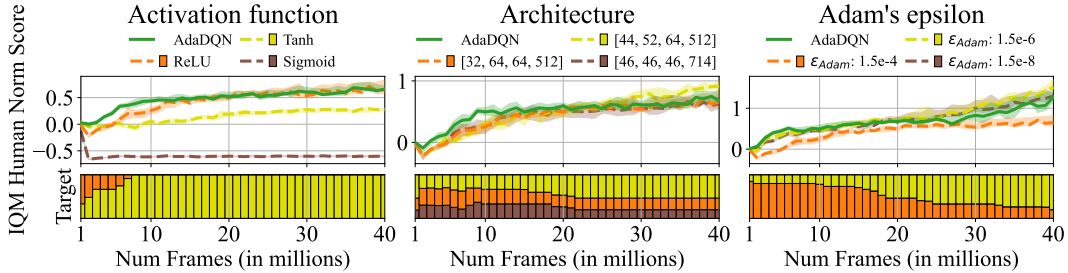 Activation function
AdaDQN
Tanh
ReLU
Sigmoid
Architecture
AdaDQN
[44, 52, 64, 512]
[32, 64, 64, 512]
[46, 46, 46, 714]
Adam's epsilon
AdaDQN
ϵAdam: 1.5e-6
ϵAdam: 1.5e-4
ϵAdam: 1.5e-8
IQM Human Norm Score
Target
0.5
0.0
−0.5
1
0
1
0
1 10 20 30 40
1 10 20 30 40
1 10 20 30 40
Num Frames (in millions)
Num Frames (in millions)
Num Frames (in millions)